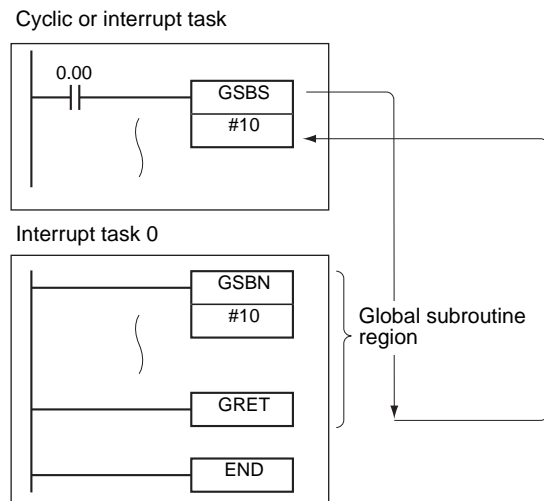 Cyclic or interrupt task
0.00
GSBS
#10
Interrupt task 0
GSBN
#10
Global subroutine
region
GRET
END